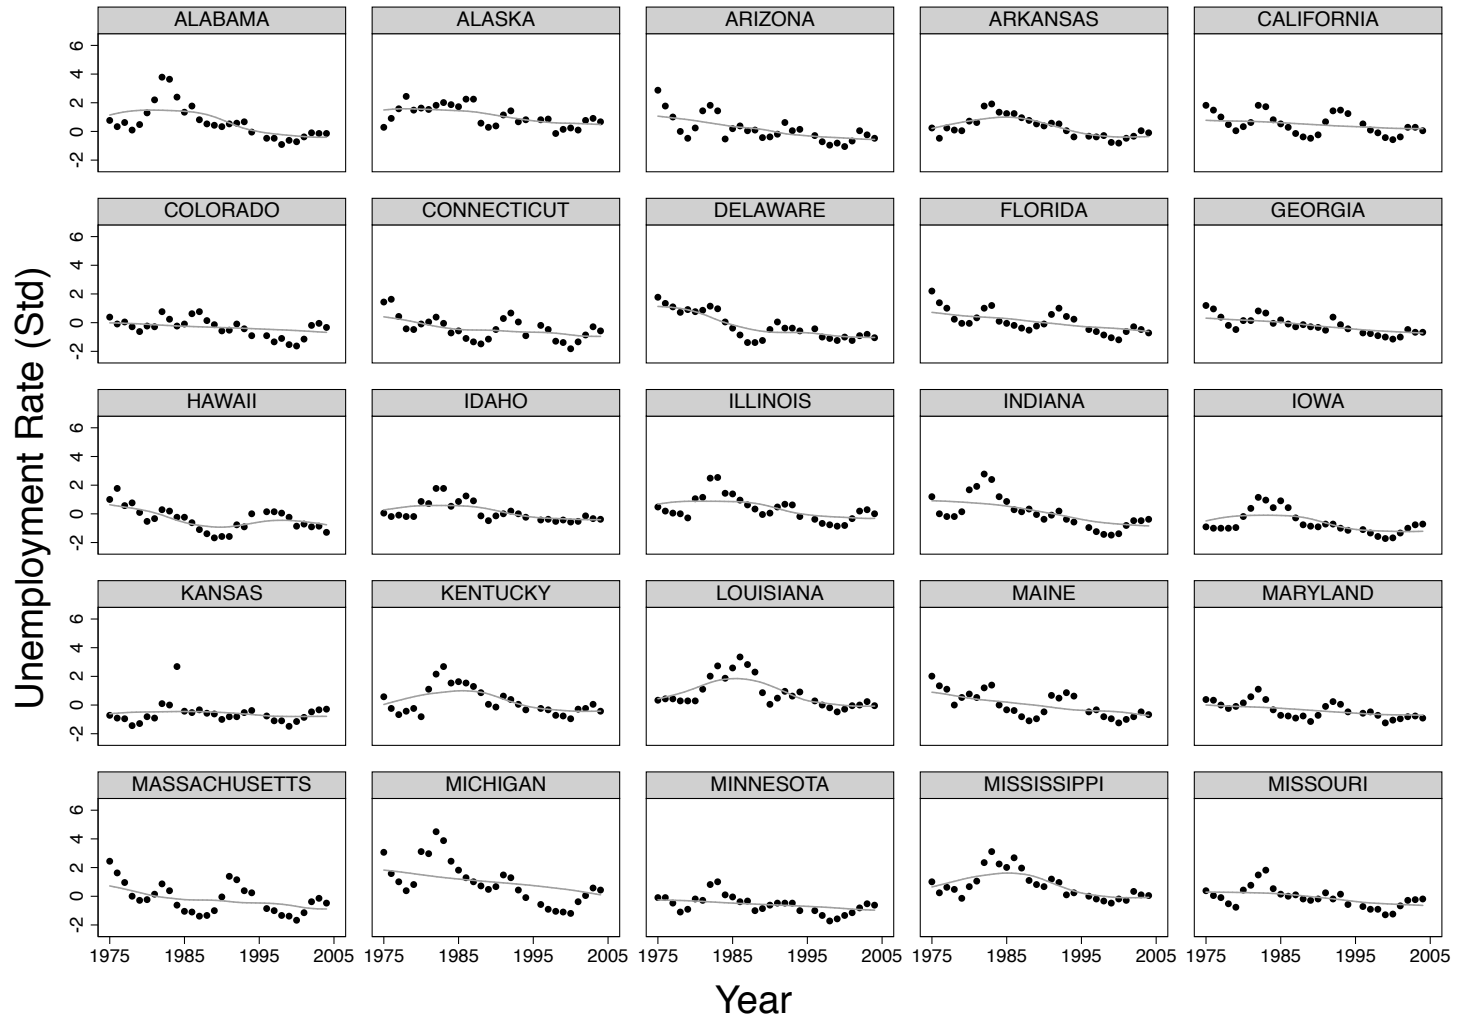 ALABAMA
ALASKA
ARIZONA
ARKANSAS
CALIFORNIA
6
4
2
0
-2
COLORADO
CONNECTICUT
DELAWARE
FLORIDA
GEORGIA
6
4
2
0
-2
HAWAII
IDAHO
ILLINOIS
INDIANA
IOWA
6
4
2
0
-2
KANSAS
KENTUCKY
LOUISIANA
MAINE
MARYLAND
6
4
2
0
-2
MASSACHUSETTS
MICHIGAN
MINNESOTA
MISSISSIPPI
MISSOURI
6
4
2
0
-2
1975 1985 1995 2005
1975 1985 1995 2005
1975 1985 1995 2005
1975 1985 1995 2005
1975 1985 1995 2005
Unemployment Rate (Std)
Year